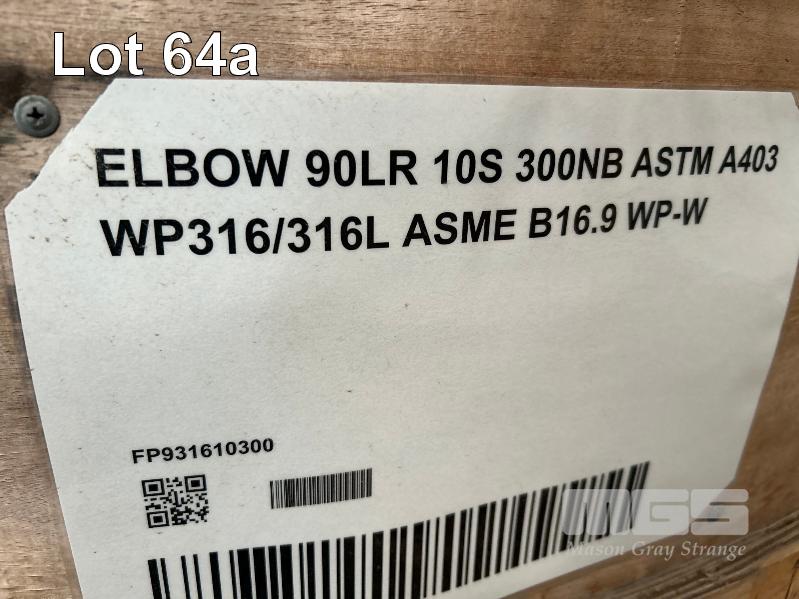 Lot 64a
ELBOW 90LR 10S 300NB ASTM A403
WP316/316L ASME B16.9 WP-W
FP931610300
MGS
Mason Gray Strange